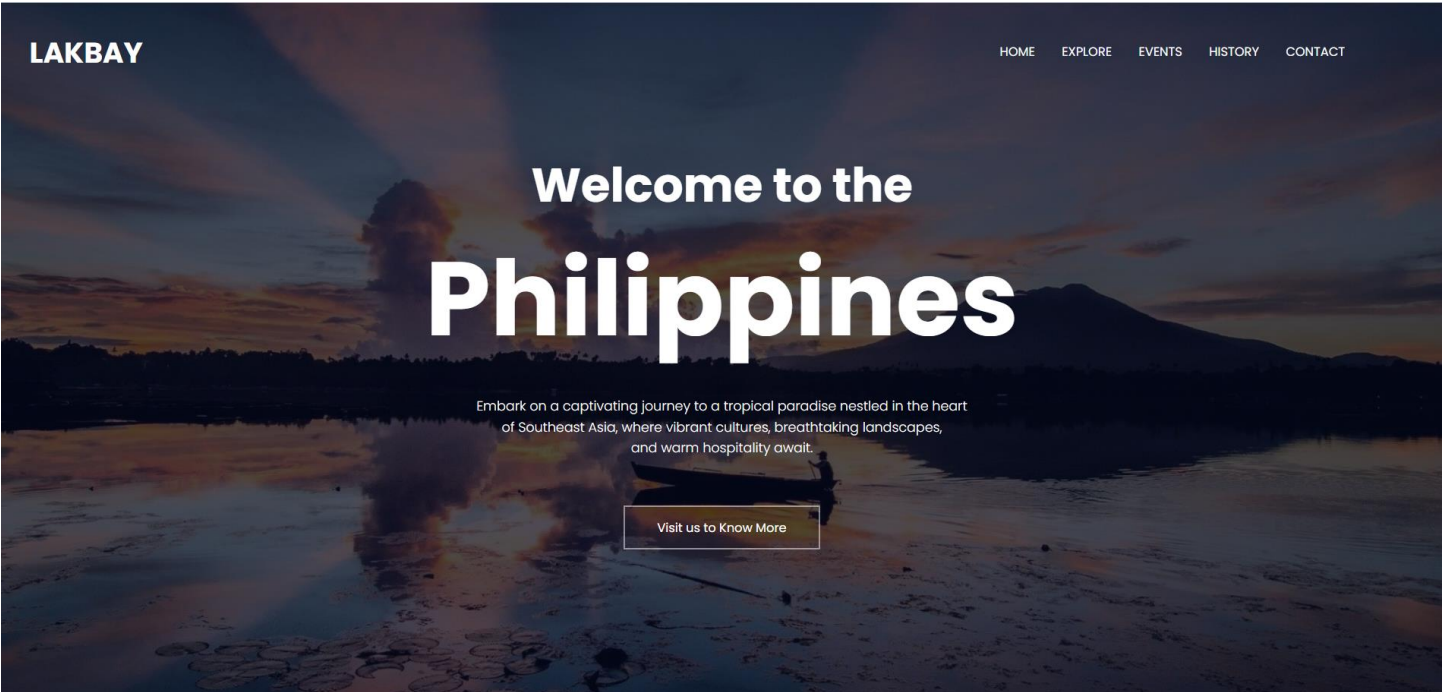 LAKBAY
HOME EXPLORE EVENTS HISTORY CONTACT
Welcome to the
Philippines
Embark on a captivating journey to a tropical paradise nestled in the heart
of Southeast Asia, where vibrant cultures, breathtaking landscapes,
and warm hospitality await.
Visit us to Know More